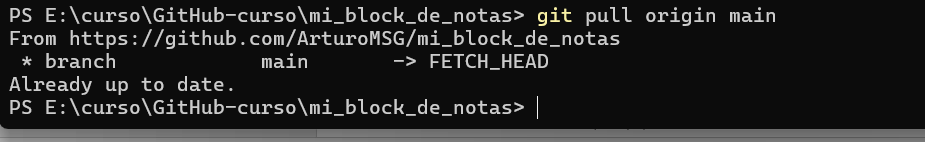 PS E:\curso\GitHub-curso\mi_block_de_notas> git pull origin main
From https://github.com/ArturoMSG/mi_block_de_notas
 * branch            main       -> FETCH_HEAD
Already up to date.
PS E:\curso\GitHub-curso\mi_block_de_notas>